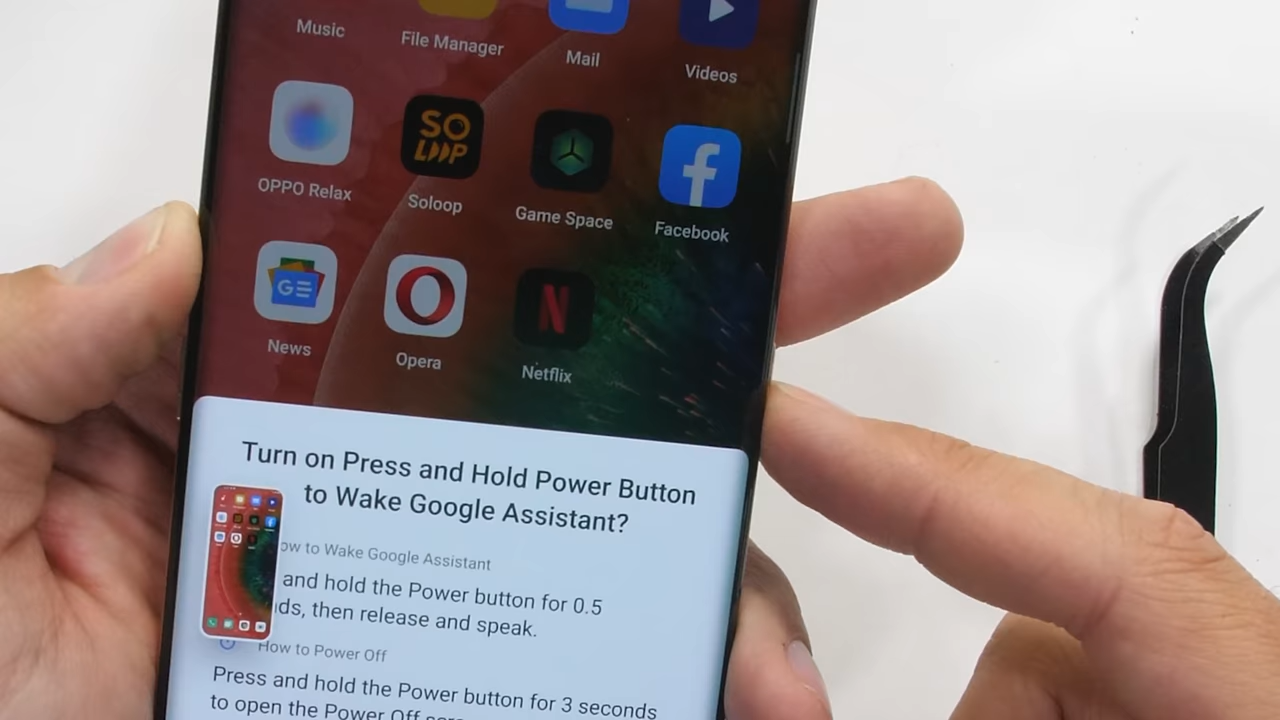 Music
File Manager
Mail
Videos
OPPO Relax
SO
LOOP
Soloop
Game Space
f
Facebook
GE
News
Opera
N
Netflix
Turn on Press and Hold Power Button
to Wake Google Assistant?
ow to Wake Google Assistant
and hold the Power button for 0.5
ds, then release and speak.
How to Power Off
Press and hold the Power button for 3 seconds
to open the Power Off